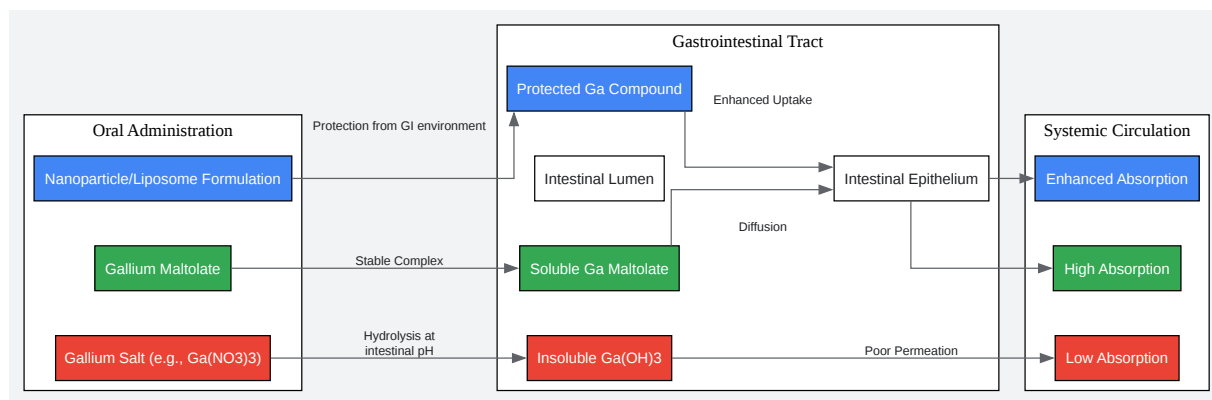 Gastrointestinal Tract
Protected Ga Compound
Enhanced Uptake
Oral Administration
Protection from GI environment
Systemic Circulation
Nanoparticle/Liposome Formulation
Intestinal Lumen
Intestinal Epithelium
Enhanced Absorption
Diffusion
Gallium Maltolate
Stable Complex
Soluble Ga Maltolate
High Absorption
Hydrolysis at
intestinal pH
Gallium Salt (e.g., Ga(NO3)3)
Insoluble Ga(OH)3
Poor Permeation
Low Absorption